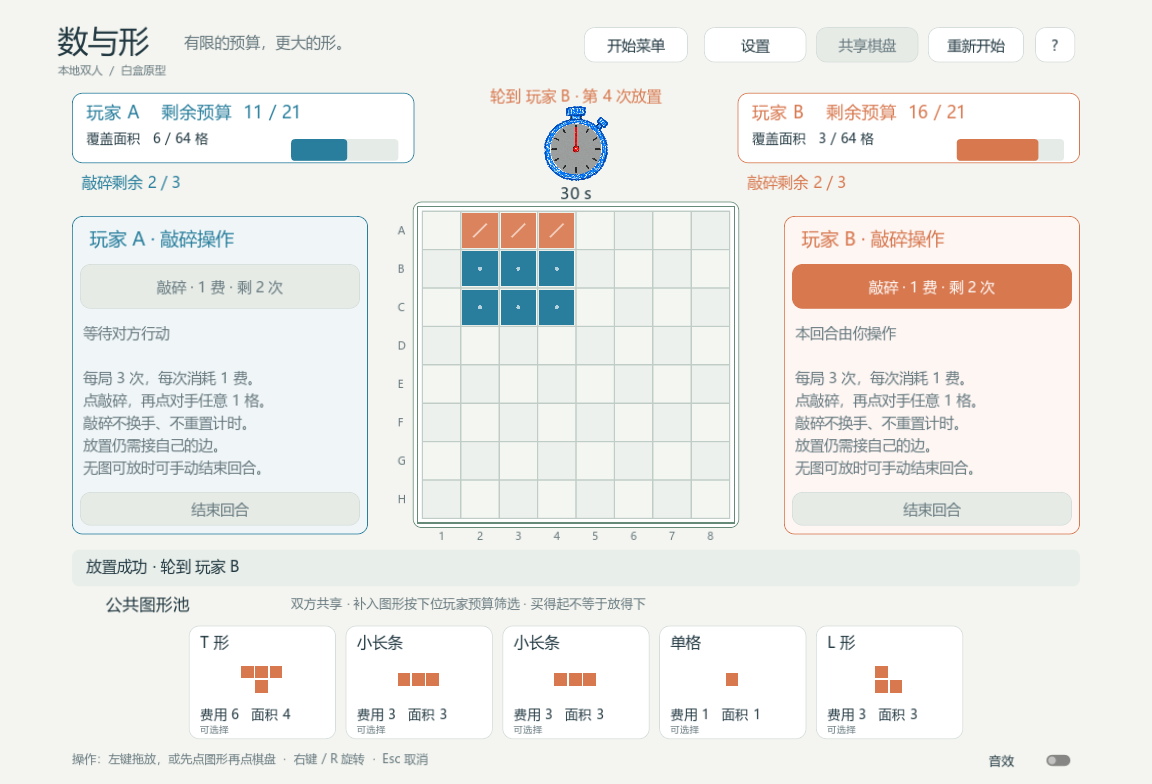 数与形
有限的预算，更大的形。
开始菜单
设置
共享棋盘
重新开始
?
本地双人 / 白盒原型
玩家 A 剩余预算 11 / 21
覆盖面积 6 / 64 格
敲碎剩余 2 / 3
轮到 玩家 B · 第 4 次放置
30 s
玩家 B 剩余预算 16 / 21
覆盖面积 3 / 64 格
敲碎剩余 2 / 3
玩家 A · 敲碎操作
敲碎 · 1 费 · 剩 2 次
等待对方行动
每局 3 次，每次消耗 1 费。
点敲碎，再点对手任意 1 格。
敲碎不换手、不重置计时。
放置仍需接自己的边。
无图可放时可手动结束回合。
结束回合
A
B
C
D
E
F
G
H
1 2 3 4 5 6 7 8
玩家 B · 敲碎操作
敲碎 · 1 费 · 剩 2 次
本回合由你操作
每局 3 次，每次消耗 1 费。
点敲碎，再点对手任意 1 格。
敲碎不换手、不重置计时。
放置仍需接自己的边。
无图可放时可手动结束回合。
结束回合
放置成功 · 轮到 玩家 B
公共图形池
双方共享 · 补入图形按下位玩家预算筛选 · 买得起不等于放得下
T 形
费用 6 面积 4
可选择
小长条
费用 3 面积 3
可选择
小长条
费用 3 面积 3
可选择
单格
费用 1 面积 1
可选择
L 形
费用 3 面积 3
可选择
操作：左键拖放，或先点图形再点棋盘 · 右键 / R 旋转 · Esc 取消
音效